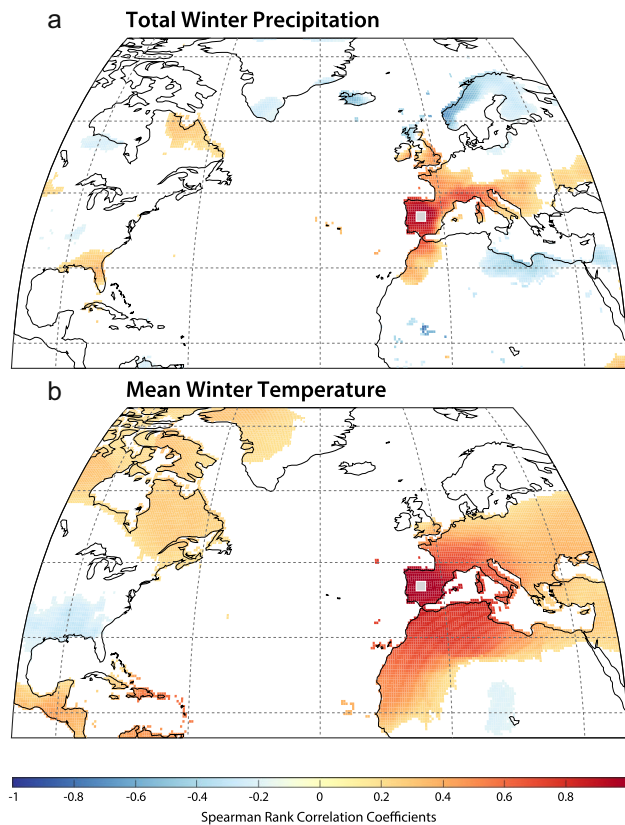 a
Total Winter Precipitation
b
Mean Winter Temperature
-1 -0.8 -0.6 -0.4 -0.2 0 0.2 0.4 0.6 0.8
Spearman Rank Correlation Coefficients